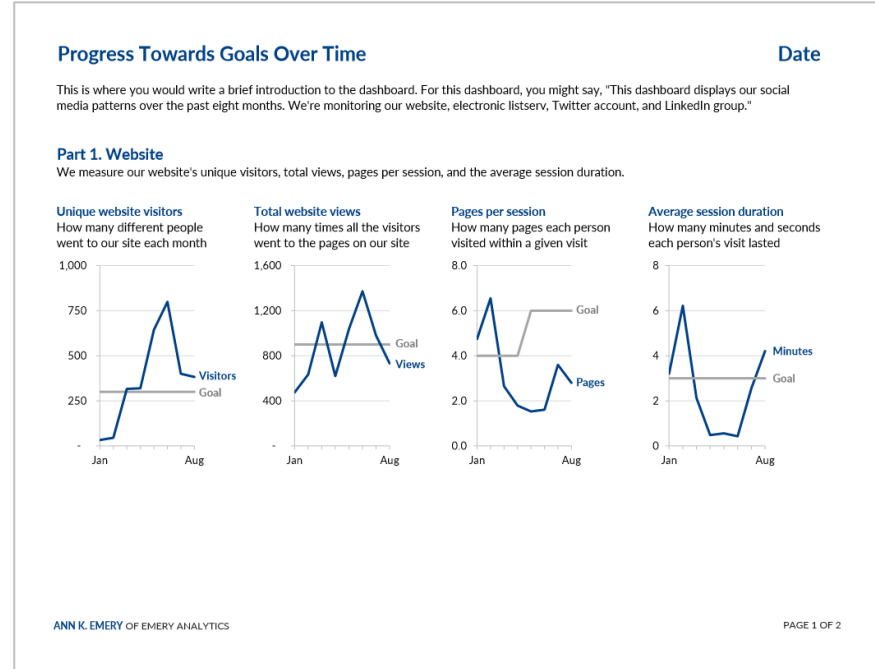 Progress Towards Goals Over Time
Date
This is where you would write a brief introduction to the dashboard. For this dashboard, you might say, "This dashboard displays our social
media patterns over the past eight months. We're monitoring our website, electronic listserv, Twitter account, and LinkedIn group."
Part 1. Website
We measure our website's unique visitors, total views, pages per session, and the average session duration.
Unique website visitors
How many different people
went to our site each month
1,000
750
500
250
-
Visitors
Goal
Jan
Aug
Total website views
How many times all the visitors
went to the pages on our site
1,600
1,200
800
400
-
Goal
Views
Jan
Aug
Pages per session
How many pages each person
visited within a given visit
8.0
6.0
4.0
2.0
0.0
Goal
Pages
Jan
Aug
Average session duration
How many minutes and seconds
each person's visit lasted
8
6
4
2
0
Minutes
Goal
Jan
Aug
ANN K. EMERY OF EMERY ANALYTICS
PAGE 1 OF 2